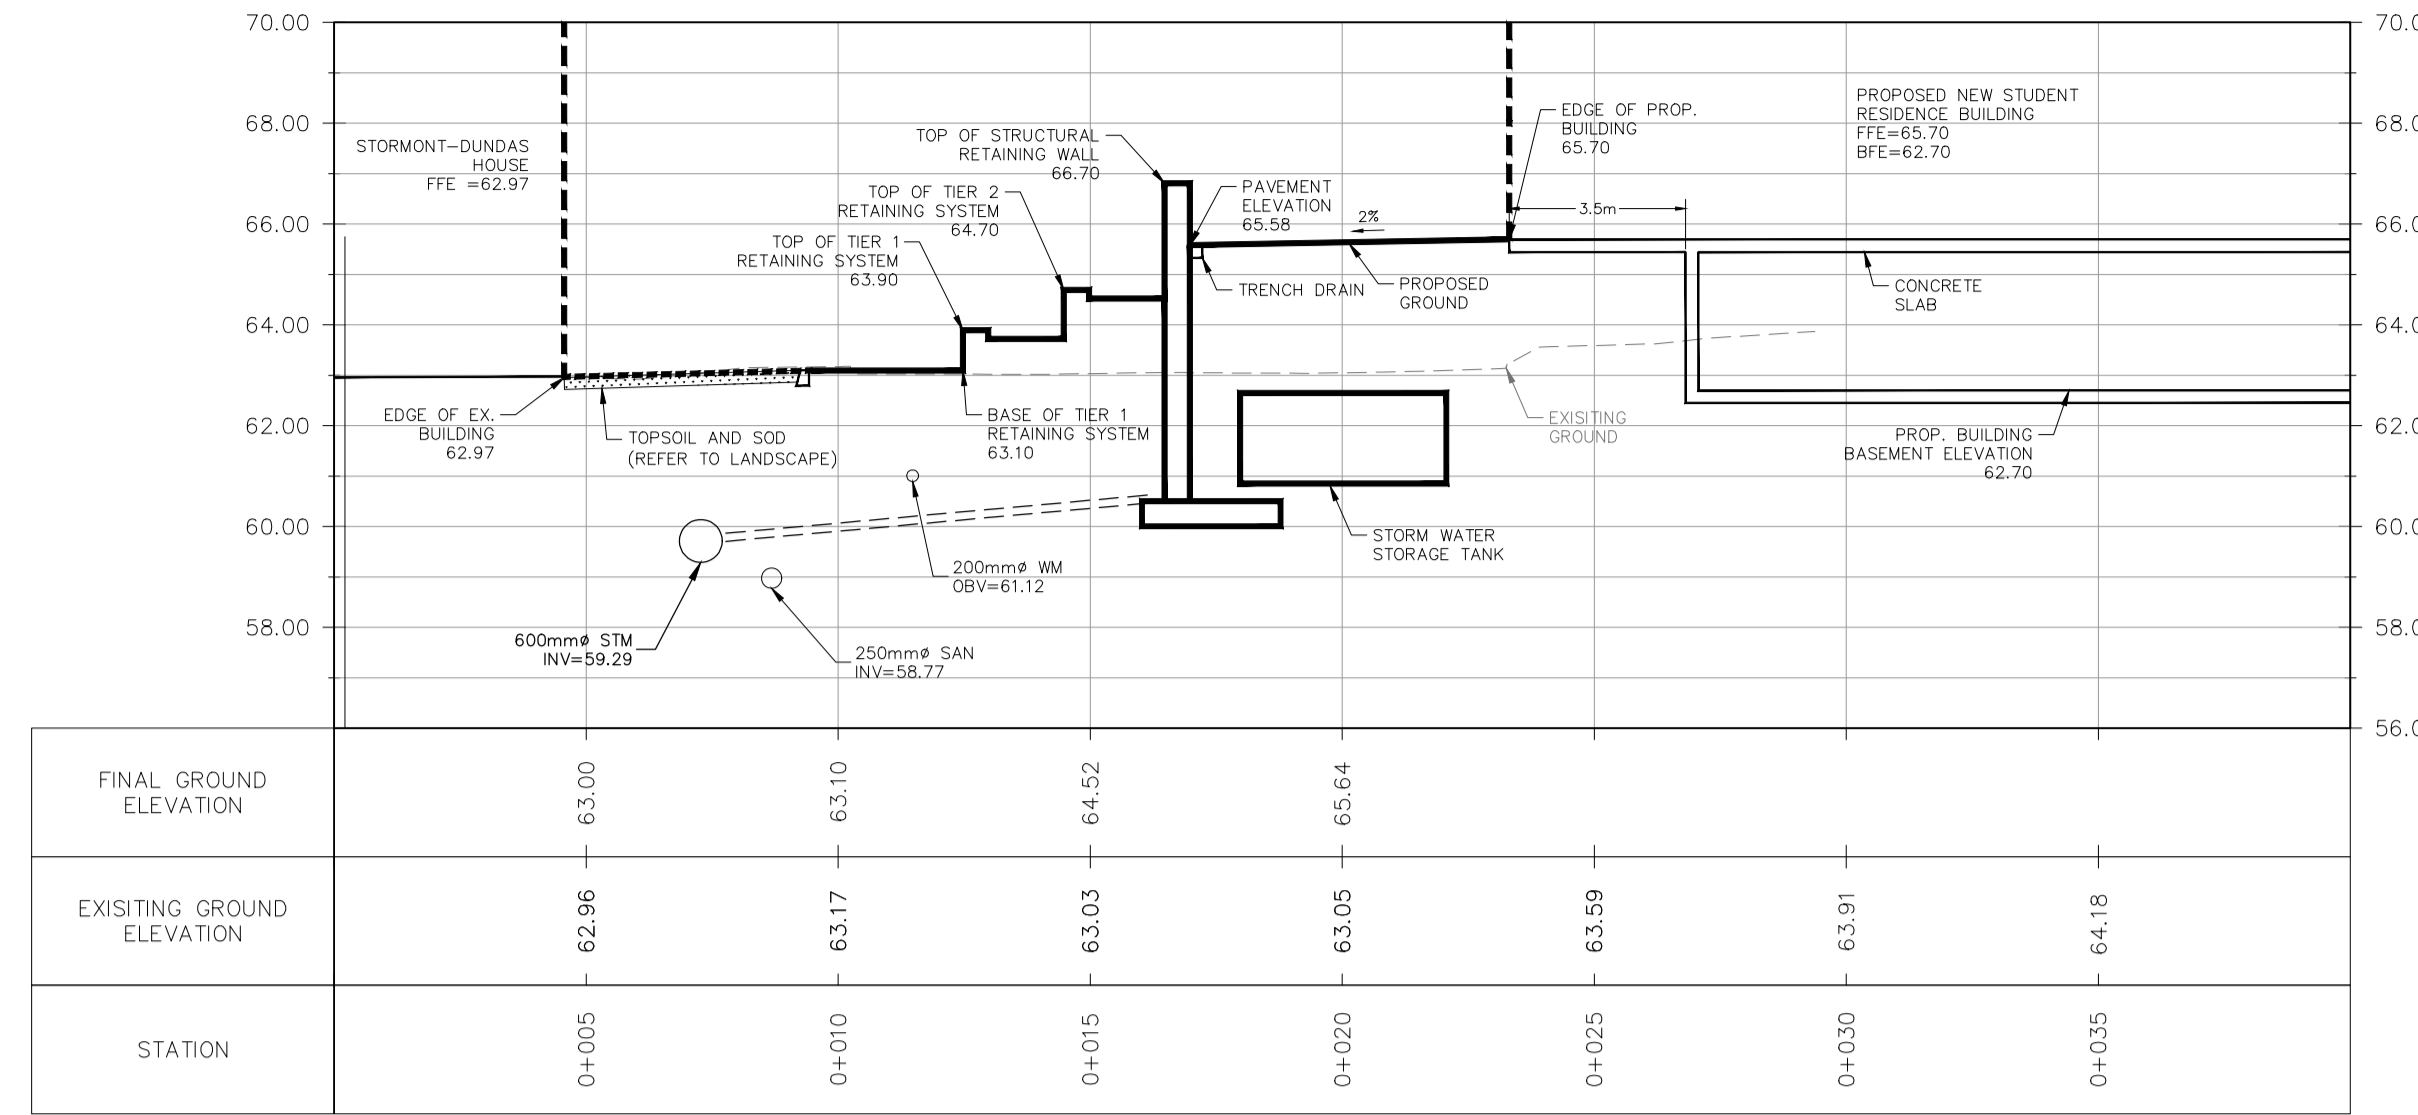 70.00
68.00
66.00
64.00
62.00
60.00
58.00
STORMONT-DUNDAS
HOUSE
FFE =62.97
TOP OF STRUCTURAL
RETAINING WALL
66.70
TOP OF TIER 2
RETAINING SYSTEM
64.70
TOP OF TIER 1
RETAINING SYSTEM
63.90
PAVEMENT
ELEVATION
65.58
2%
EDGE OF PROP.
BUILDING
65.70
PROPOSED NEW STUDENT
RESIDENCE BUILDING
FFE=65.70
BFE=62.70
3.5m
TRENCH DRAIN
PROPOSED
GROUND
CONCRETE
SLAB
EDGE OF EX.
BUILDING
62.97
TOPSOIL AND SOD
(REFER TO LANDSCAPE)
BASE OF TIER 1
RETAINING SYSTEM
63.10
EXISITING
GROUND
PROP. BUILDING
BASEMENT ELEVATION
62.70
STORM WATER
STORAGE TANK
200mmø WM
OBV=61.12
600mmø STM
INV=59.29
250mmø SAN
INV=58.77
70.0
68.0
66.0
64.0
62.0
60.0
58.0
56.0
FINAL GROUND
ELEVATION
63.00
63.10
64.52
65.64
EXISITING GROUND
ELEVATION
62.96
63.17
63.03
63.05
63.59
63.91
64.18
STATION
0+005
0+010
0+015
0+020
0+025
0+030
0+035